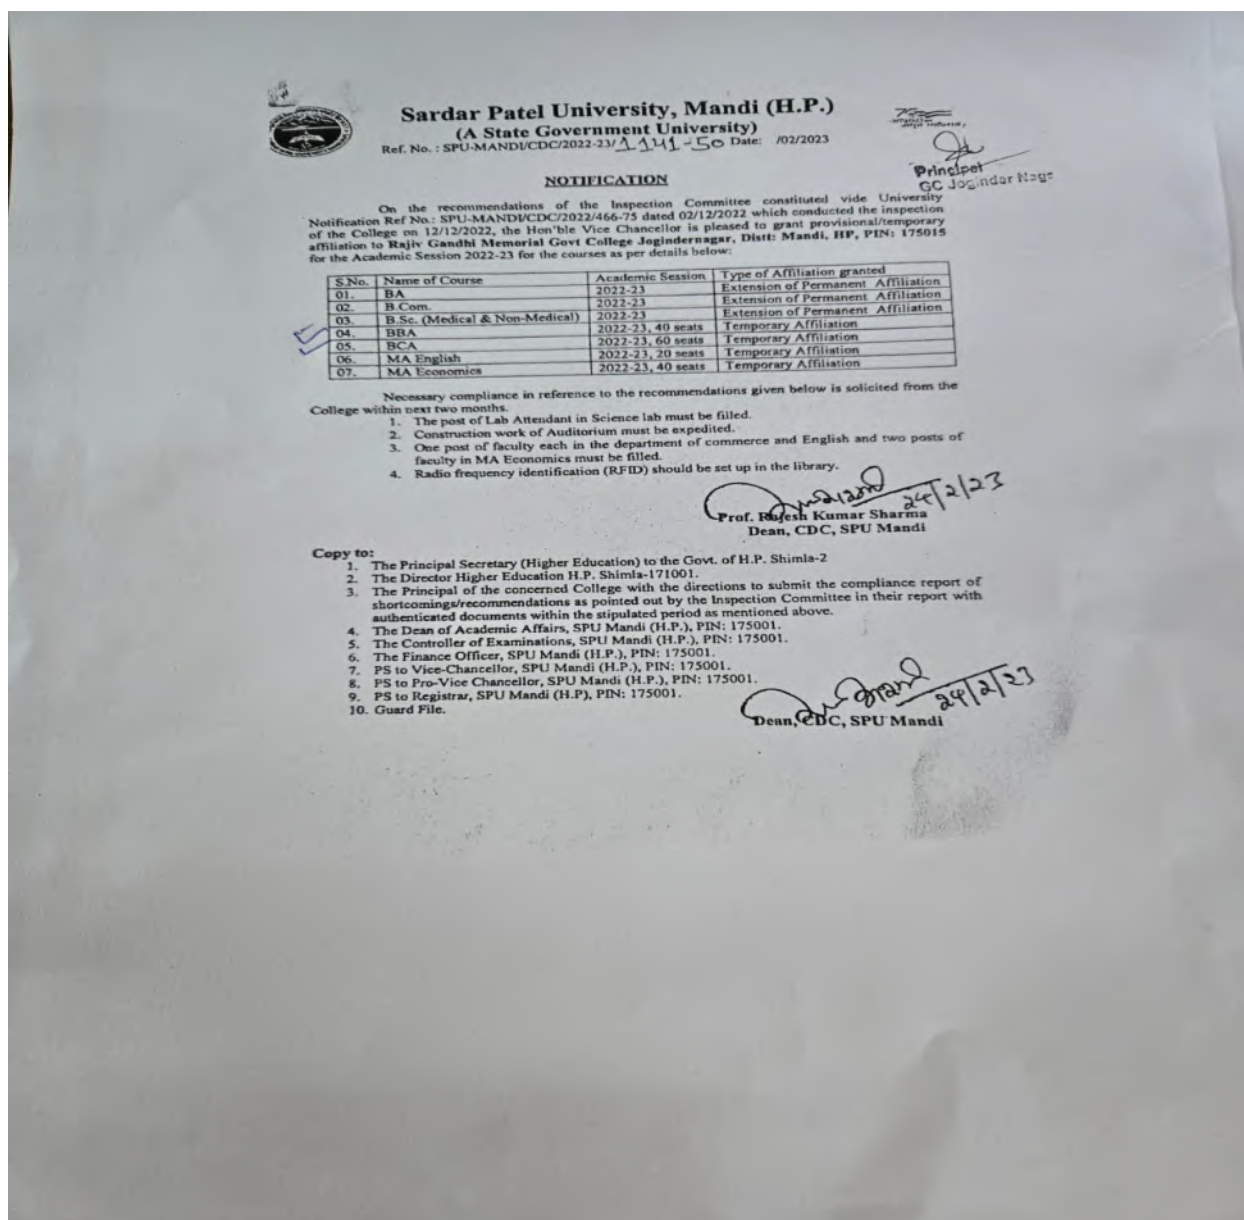 Sardar Patel University, Mandi (H.P.)
(A State Government University)
Ref. No. : SPU-MANDI/CDC/2022-23/1141-50 Date: /02/2023
Principal
GC Jogindar Nagar
NOTIFICATION
On the recommendations of the Inspection Committee constituted vide University
Notification Ref No.: SPU-MANDI/CDC/2022/466-75 dated 02/12/2022 which conducted the inspection
of the College on 12/12/2022, the Hon'ble Vice Chancellor is pleased to grant provisional/temporary
affiliation to Rajiv Gandhi Memorial Govt College Jogindernagar, Distt: Mandi, HP, PIN: 175015
for the Academic Session 2022-23 for the courses as per details below:
S.No. Name of Course Academic Session Type of Affiliation granted
01. BA 2022-23 Extension of Permanent Affiliation
02. B.Com. 2022-23 Extension of Permanent Affiliation
03. B.Sc. (Medical & Non-Medical) 2022-23 Extension of Permanent Affiliation
04. BBA 2022-23, 40 seats Temporary Affiliation
05. BCA 2022-23, 60 seats Temporary Affiliation
06. MA English 2022-23, 20 seats Temporary Affiliation
07. MA Economics 2022-23, 40 seats Temporary Affiliation
Necessary compliance in reference to the recommendations given below is solicited from the
College within next two months.
1. The post of Lab Attendant in Science lab must be filled.
2. Construction work of Auditorium must be expedited.
3. One post of faculty each in the department of commerce and English and two posts of
faculty in MA Economics must be filled.
4. Radio frequency identification (RFID) should be set up in the library.
24/2/23
Prof. Rajesh Kumar Sharma
Dean, CDC, SPU Mandi
Copy to:
1. The Principal Secretary (Higher Education) to the Govt. of H.P. Shimla-2
2. The Director Higher Education H.P. Shimla-171001.
3. The Principal of the concerned College with the directions to submit the compliance report of
shortcomings/recommendations as pointed out by the Inspection Committee in their report with
authenticated documents within the stipulated period as mentioned above.
4. The Dean of Academic Affairs, SPU Mandi (H.P.), PIN: 175001.
5. The Controller of Examinations, SPU Mandi (H.P.), PIN: 175001.
6. The Finance Officer, SPU Mandi (H.P.), PIN: 175001.
7. PS to Vice-Chancellor, SPU Mandi (H.P.), PIN: 175001.
8. PS to Pro-Vice Chancellor, SPU Mandi (H.P.), PIN: 175001.
9. PS to Registrar, SPU Mandi (H.P), PIN: 175001.
10. Guard File.
24/2/23
Dean, CDC, SPU Mandi